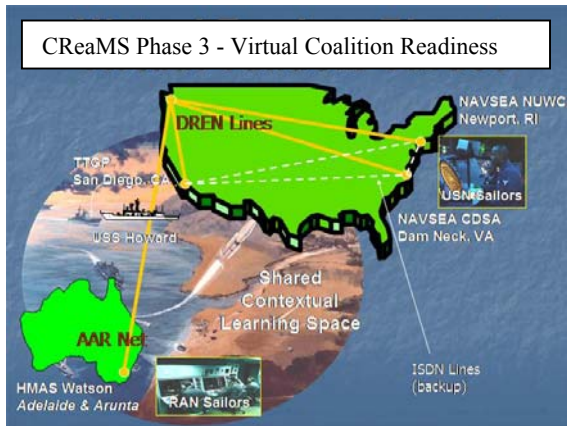 CReaMS Phase 3 - Virtual Coalition Readiness
DREN Lines
NAVSEA NUWC
Newport, RI
USN Sailors
TTGP
San Diego, CA
USS Howard
NAVSEA CDSA
Dam Neck, VA
Shared
Contextual
Learning Space
AAR Net
ISDN Lines
(backup)
HMAS Watson
Adelaide & Arunta
RAN Sailors